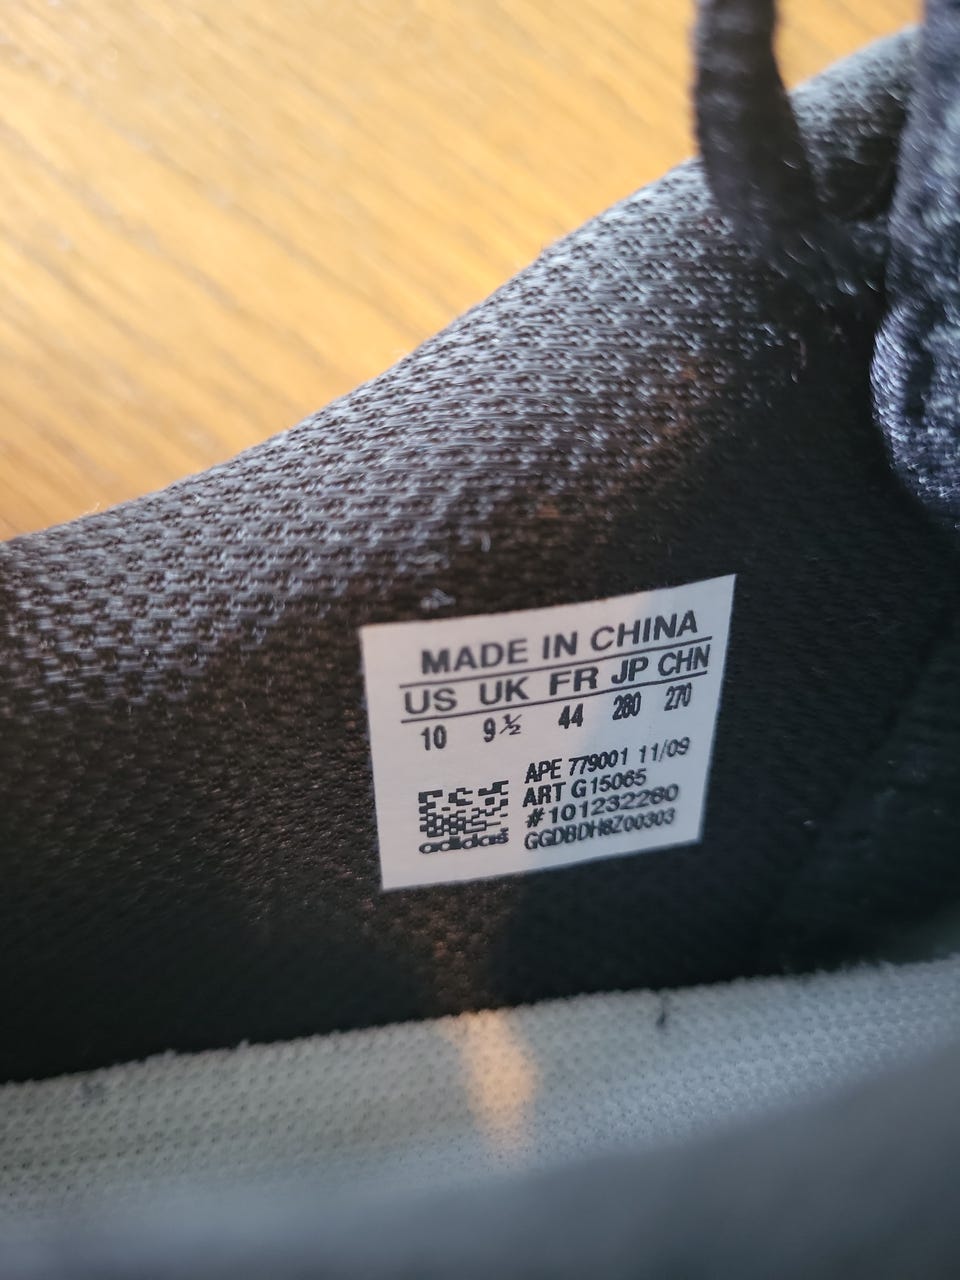 MADE IN CHINA
US UK FR JP CHN
10 9½ 44 280 270
APE 779001 11/09
ART G15065
#101232260
GGDBDH8Z00303
adidas